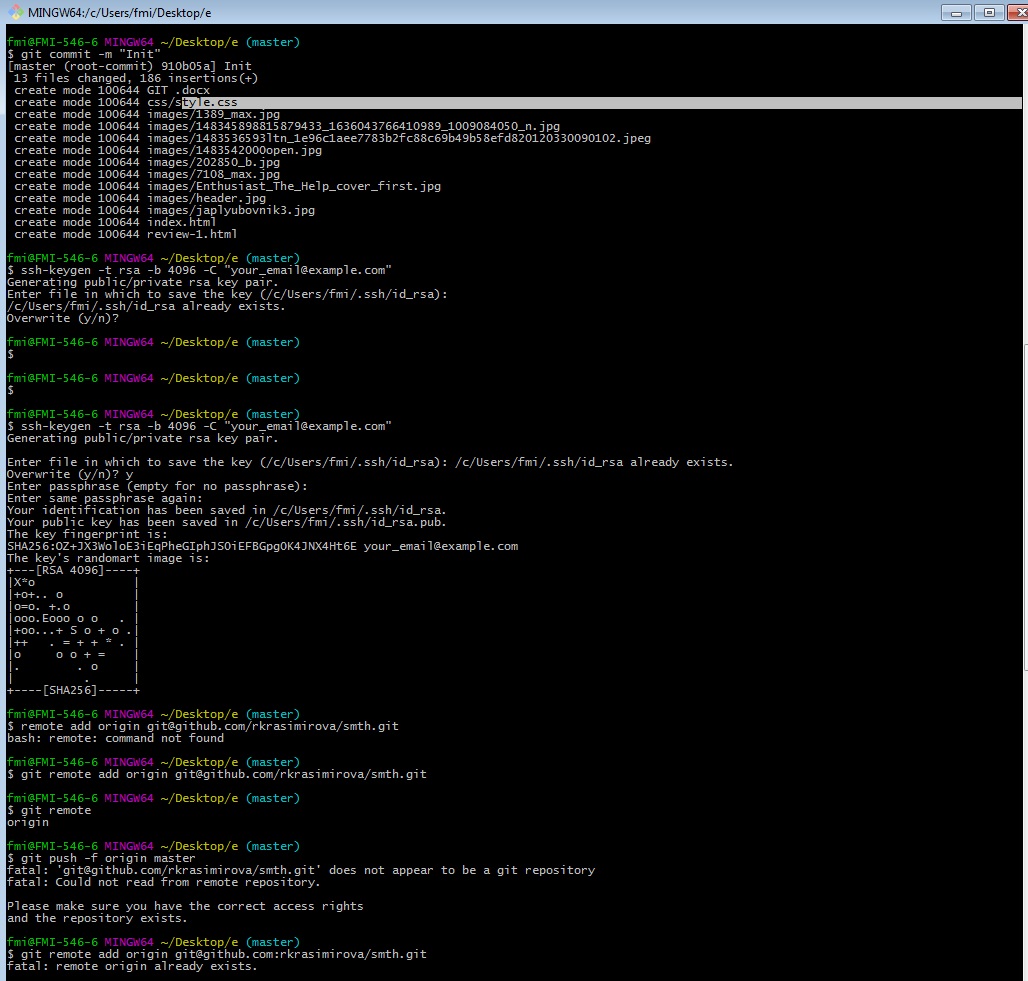 MINGW64:/c/Users/fmi/Desktop/e
fmi@FMI-546-6 MINGW64 ~/Desktop/e (master)
$ git commit -m "Init"
[master (root-commit) 910b05a] Init
 13 files changed, 186 insertions(+)
 create mode 100644 GIT .docx
 create mode 100644 css/style.css
 create mode 100644 images/1389_max.jpg
 create mode 100644 images/148345898815879433_1636043766410989_1009084050_n.jpg
 create mode 100644 images/1483536593ltn_1e96c1aee7783b2fc88c69b49b58efd820120330090102.jpeg
 create mode 100644 images/1483542000open.jpg
 create mode 100644 images/202850_b.jpg
 create mode 100644 images/7108_max.jpg
 create mode 100644 images/Enthusiast_The_Help_cover_first.jpg
 create mode 100644 images/header.jpg
 create mode 100644 images/japlyubovnik3.jpg
 create mode 100644 index.html
 create mode 100644 review-1.html
fmi@FMI-546-6 MINGW64 ~/Desktop/e (master)
$ ssh-keygen -t rsa -b 4096 -C "your_email@example.com"
Generating public/private rsa key pair.
Enter file in which to save the key (/c/Users/fmi/.ssh/id_rsa):
/c/Users/fmi/.ssh/id_rsa already exists.
Overwrite (y/n)?
fmi@FMI-546-6 MINGW64 ~/Desktop/e (master)
$
fmi@FMI-546-6 MINGW64 ~/Desktop/e (master)
$
fmi@FMI-546-6 MINGW64 ~/Desktop/e (master)
$ ssh-keygen -t rsa -b 4096 -C "your_email@example.com"
Generating public/private rsa key pair.
Enter file in which to save the key (/c/Users/fmi/.ssh/id_rsa): /c/Users/fmi/.ssh/id_rsa already exists.
Overwrite (y/n)? y
Enter passphrase (empty for no passphrase):
Enter same passphrase again:
Your identification has been saved in /c/Users/fmi/.ssh/id_rsa.
Your public key has been saved in /c/Users/fmi/.ssh/id_rsa.pub.
The key fingerprint is:
SHA256:OZ+JX3WoloE3iEqPheGIphJSOiEFBGpgOK4JNX4Ht6E your_email@example.com
The key's randomart image is:
+---[RSA 4096]----+
|X*o              |
|+o+.. o          |
|o=o. +.o         |
|ooo.Eooo o o   . |
|+oo...+ S o + o .|
|++   . = + + * . |
|o     o o + =    |
|.        . o     |
|          .      |
+----[SHA256]-----+
fmi@FMI-546-6 MINGW64 ~/Desktop/e (master)
$ remote add origin git@github.com/rkrasimirova/smth.git
bash: remote: command not found
fmi@FMI-546-6 MINGW64 ~/Desktop/e (master)
$ git remote add origin git@github.com/rkrasimirova/smth.git
fmi@FMI-546-6 MINGW64 ~/Desktop/e (master)
$ git remote
origin
fmi@FMI-546-6 MINGW64 ~/Desktop/e (master)
$ git push -f origin master
fatal: 'git@github.com/rkrasimirova/smth.git' does not appear to be a git repository
fatal: Could not read from remote repository.
Please make sure you have the correct access rights
and the repository exists.
fmi@FMI-546-6 MINGW64 ~/Desktop/e (master)
$ git remote add origin git@github.com:rkrasimirova/smth.git
fatal: remote origin already exists.